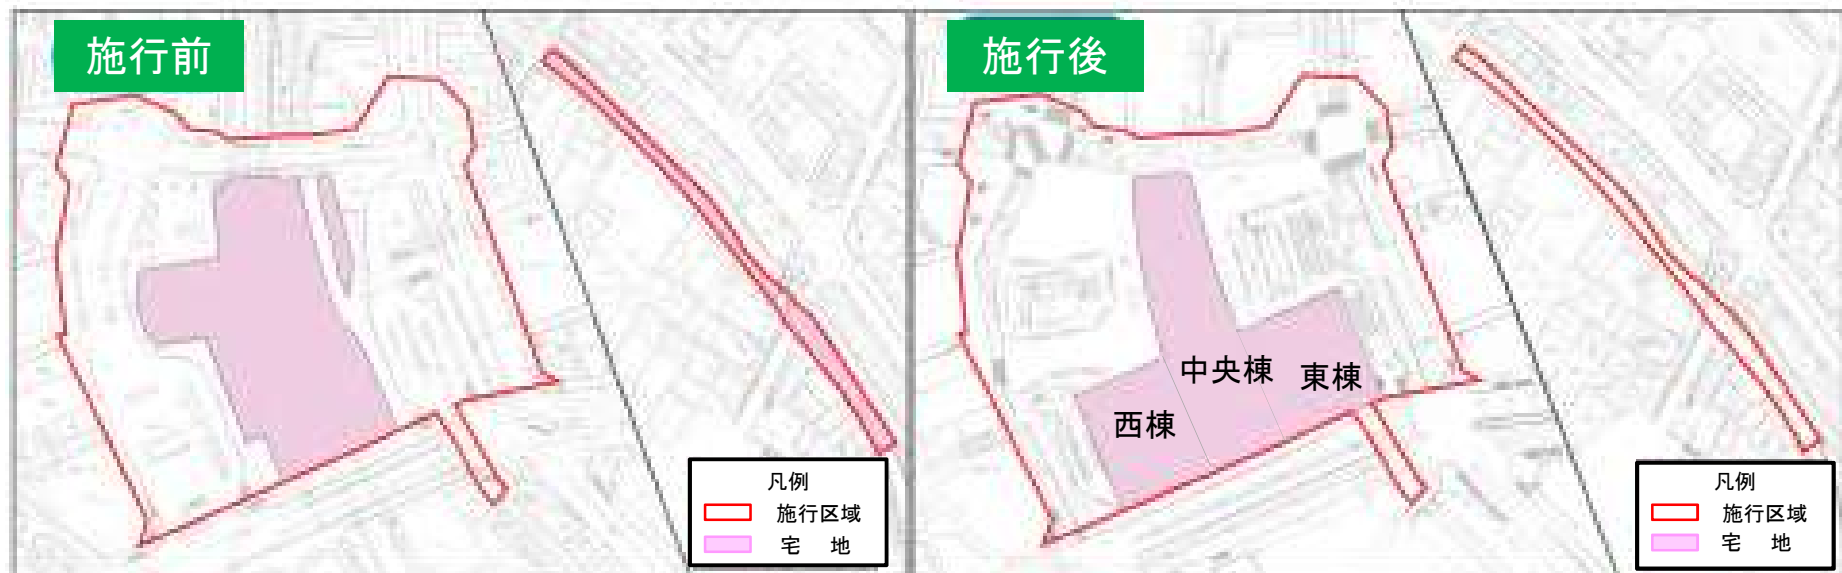 施行前
凡例
施行区域
宅 地
施行後
中央棟
東棟
西棟
凡例
施行区域
宅 地